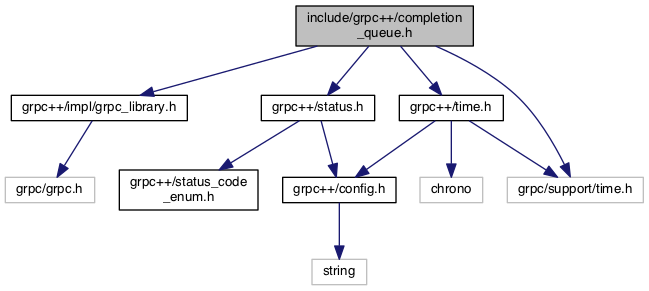 include/grpc++/completion
_queue.h
grpc++/impl/grpc_library.h
grpc++/status.h
grpc++/time.h
grpc/grpc.h
grpc++/status_code
_enum.h
grpc++/config.h
chrono
grpc/support/time.h
string